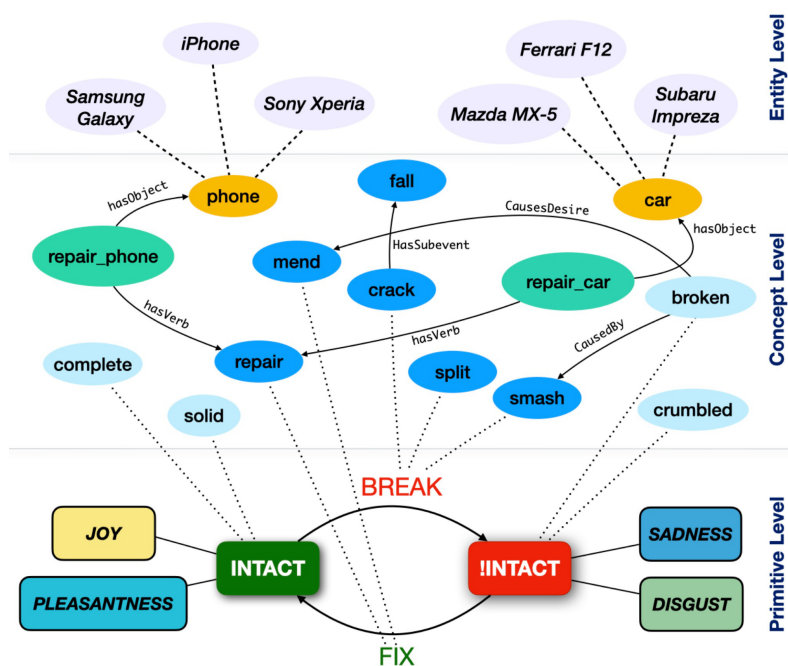 iPhone
Ferrari F12
Samsung
Galaxy
Sony Xperia
Mazda MX-5
Subaru
Impreza
Entity Level
fall
phone
car
hasObject
CausesDesire
hasObject
repair_phone
mend
HasSubevent
crack
repair_car
broken
Concept Level
hasVerb
hasVerb
CausedBy
complete
repair
split
smash
solid
crumbled
BREAK
JOY
SADNESS
INTACT
!INTACT
PLEASANTNESS
DISGUST
FIX
Primitive Level